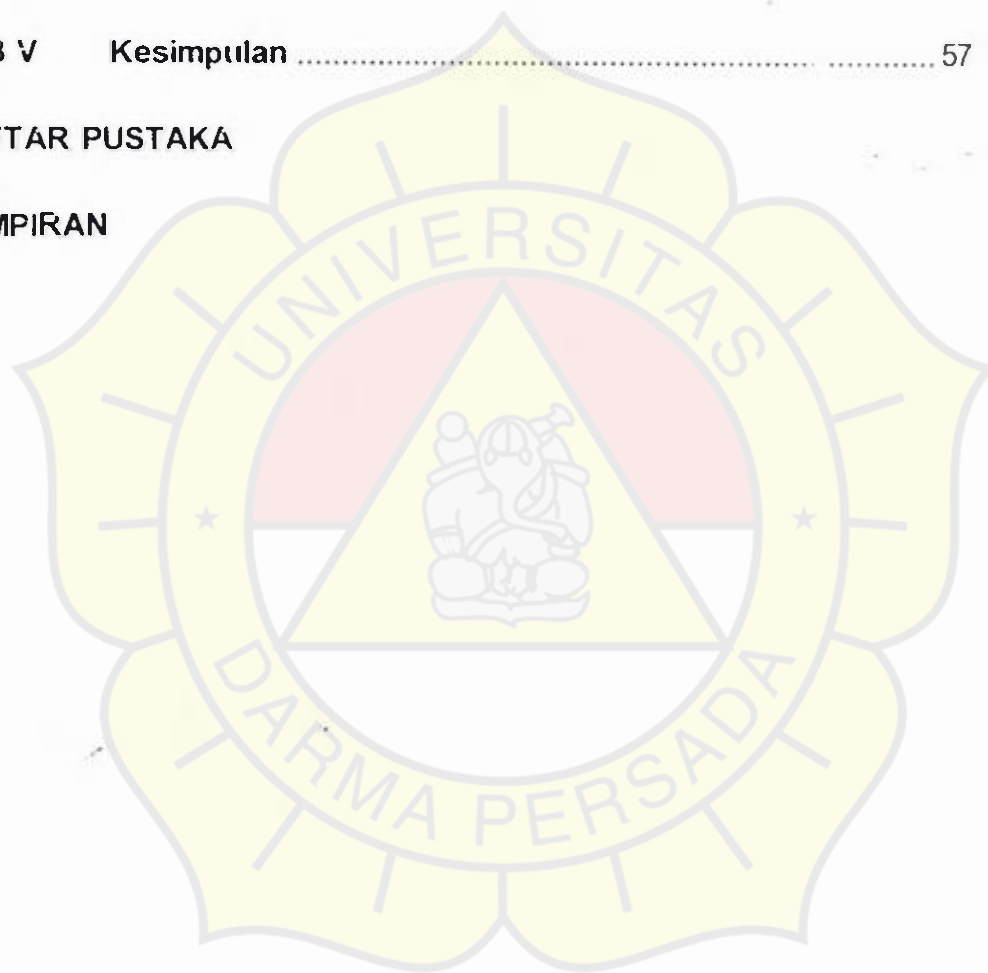 B V Kesimpulan ........................................................ 57
TAR PUSTAKA
MPIRAN
UNIVERSITAS
DARMA PERSADA